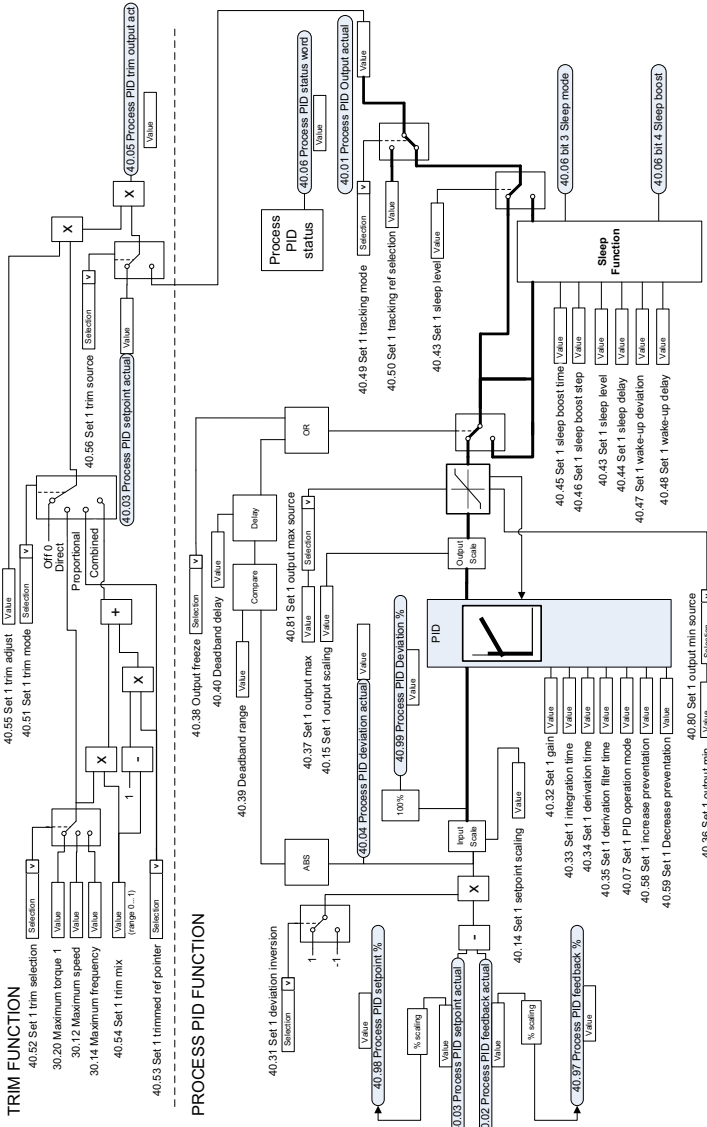 TRIM FUNCTION
40.55 Set 1 trim adjust Value
40.51 Set 1 trim mode Selection v
40.52 Set 1 trim selection Selection v
30.20 Maximum torque 1 Value
30.12 Maximum speed Value
30.14 Maximum frequency Value
40.54 Set 1 trim mix Value
(range 0...1)
40.53 Set 1 trimmed ref pointer Selection v
1
-
X
X
+
Off 0
Direct
Proportional
Combined
40.56 Set 1 trim source Selection v
40.03 Process PID setpoint actual Value
X
X
40.05 Process PID trim output act
Value
PROCESS PID FUNCTION
40.38 Output freeze Selection v
40.40 Deadband delay Value
40.39 Deadband range Value
Compare
Delay
OR
ABS
40.31 Set 1 deviation inversion
Selection v
1
-1
40.81 Set 1 output max source
40.37 Set 1 output max Value Selection v
40.15 Set 1 output scaling Value
40.04 Process PID deviation actual Value
40.99 Process PID Deviation %
Value
100%
Value
40.98 Process PID setpoint %
% scaling
Value
0.03 Process PID setpoint actual
0.02 Process PID feedback actual
Value
% scaling
40.97 Process PID feedback %
Value
-
X
Input
Scale
Value
40.14 Set 1 setpoint scaling
PID
Output
Scale
40.32 Set 1 gain Value
40.33 Set 1 integration time Value
40.34 Set 1 derivation time Value
40.35 Set 1 derivation filter time Value
40.07 Set 1 PID operation mode Value
40.58 Set 1 increase preventation Value
40.59 Set 1 Decrease preventation Value
40.80 Set 1 output min source
40.36 Set 1 output min Value Selection v
Process
PID
status
40.06 Process PID status word
Value
40.01 Process PID Output actual
Value
40.49 Set 1 tracking mode Selection v
40.50 Set 1 tracking ref selection Value
40.43 Set 1 sleep level Value
Sleep
Function
40.45 Set 1 sleep boost time Value
40.46 Set 1 sleep boost step Value
40.43 Set 1 sleep level Value
40.44 Set 1 sleep delay Value
40.47 Set 1 wake-up deviation Value
40.48 Set 1 wake-up delay Value
40.06 bit 3 Sleep mode
40.06 bit 4 Sleep boost